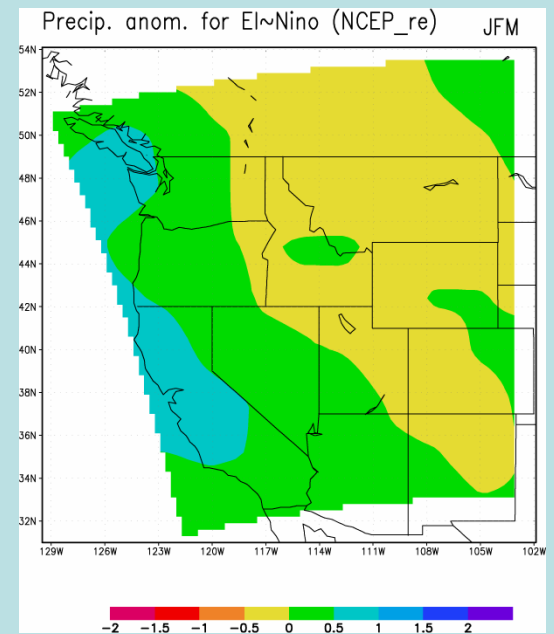 Precip. anom. for El~Nino (NCEP_re) JFM
54N
52N
50N
48N
46N
44N
42N
40N
38N
36N
34N
32N
129W 126W 123W 120W 117W 114W 111W 108W 105W 102W
-2 -1.5 -1 -0.5 0 0.5 1 1.5 2